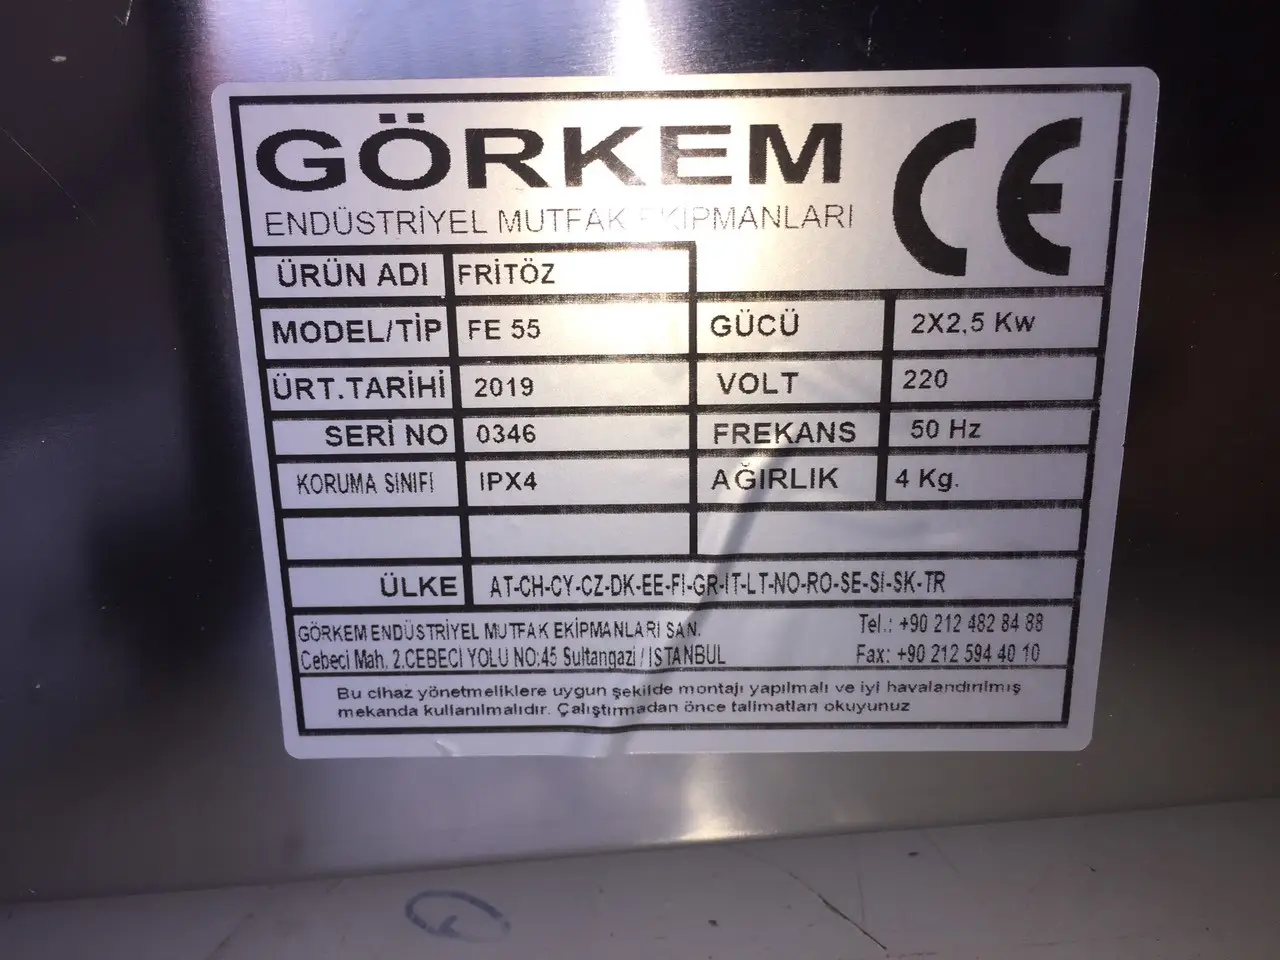 GÖRKEM
CE
ENDÜSTRİYEL MUTFAK EKİPMANLARI
ÜRÜN ADI FRİTÖZ
MODEL/TİP FE 55 GÜCÜ 2X2,5 Kw
ÜRT.TARİHİ 2019 VOLT 220
SERİ NO 0346 FREKANS 50 Hz
KORUMA SINIFI IPX4 AĞIRLIK 4 Kg.
ÜLKE AT-CH-CY-CZ-DK-EE-FI-GR-IT-LT-NO-RO-SE-SI-SK-TR
GÖRKEM ENDÜSTRİYEL MUTFAK EKİPMANLARI SAN. Tel.: +90 212 482 84 88
Cebeci Mah. 2.CEBECİ YOLU NO:45 Sultangazi / İSTANBUL Fax: +90 212 594 40 10
Bu cihaz yönetmeliklere uygun şekilde montajı yapılmalı ve iyi havalandırılmış
mekanda kullanılmalıdır. Çalıştırmadan önce talimatları okuyunuz